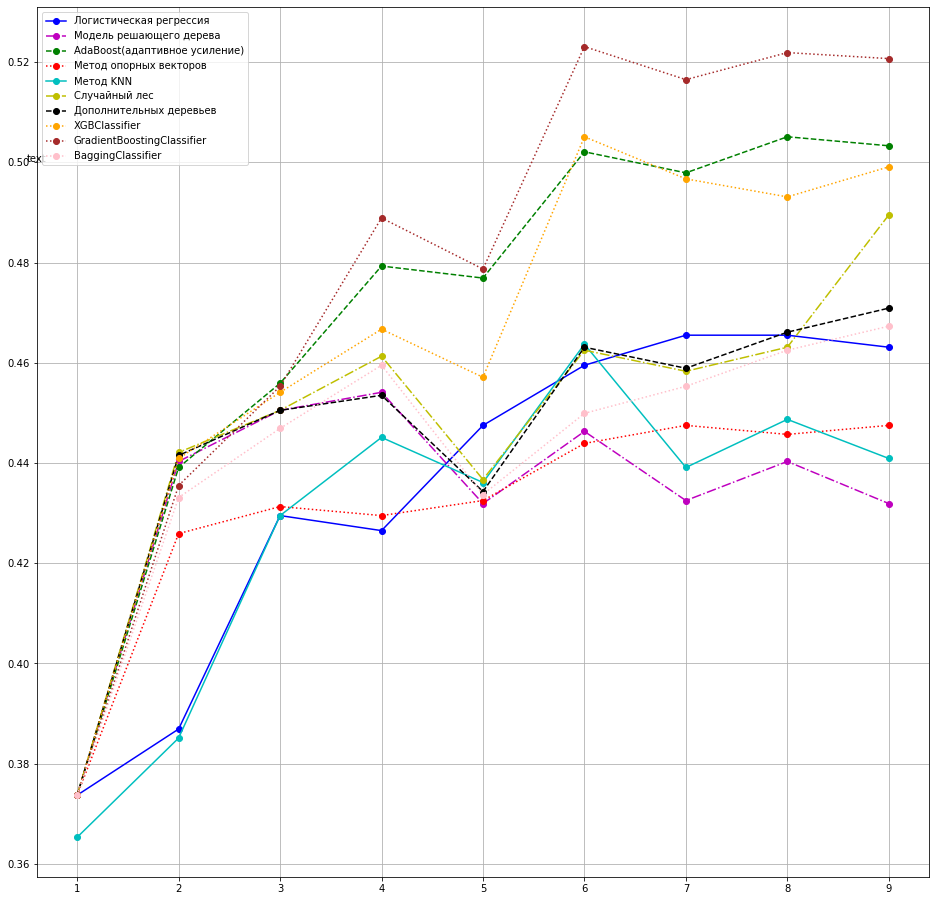 Логистическая регрессия
Модель решающего дерева
AdaBoost(адаптивное усиление)
Метод опорных векторов
Метод KNN
Случайный лес
Дополнительных деревьев
XGBClassifier
GradientBoostingClassifier
BaggingClassifier
0.52
0.50
0.48
0.46
0.44
0.42
0.40
0.38
0.36
1 2 3 4 5 6 7 8 9